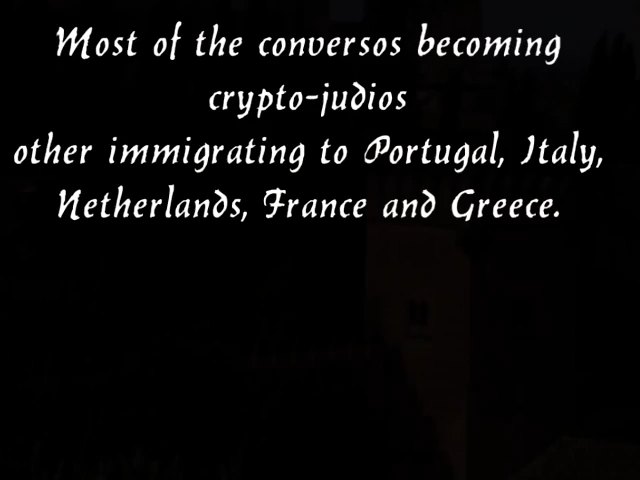 Most of the conversos becoming
crypto-judios
other immigrating to Portugal, Italy,
Netherlands, France and Greece.